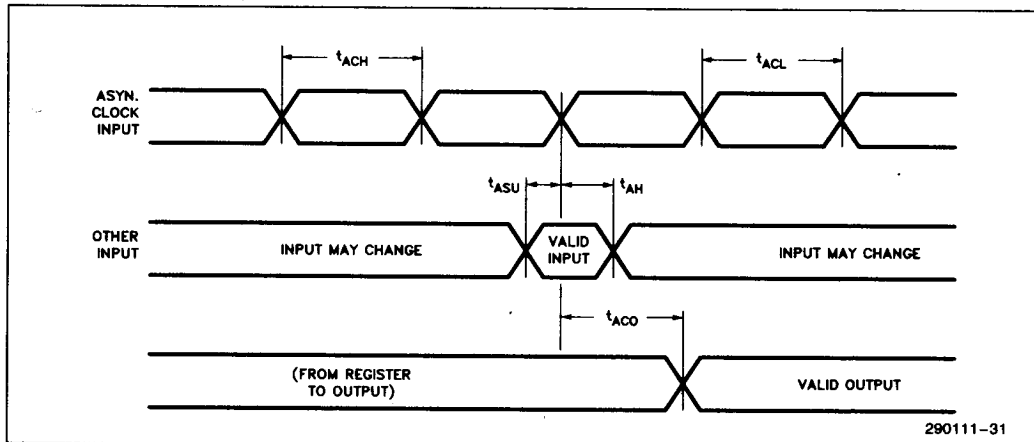 tACH
tACL
ASYN.
CLOCK
INPUT
tASU
tAH
OTHER
INPUT
INPUT MAY CHANGE
VALID
INPUT
INPUT MAY CHANGE
tACO
(FROM REGISTER
TO OUTPUT)
VALID OUTPUT
290111-31